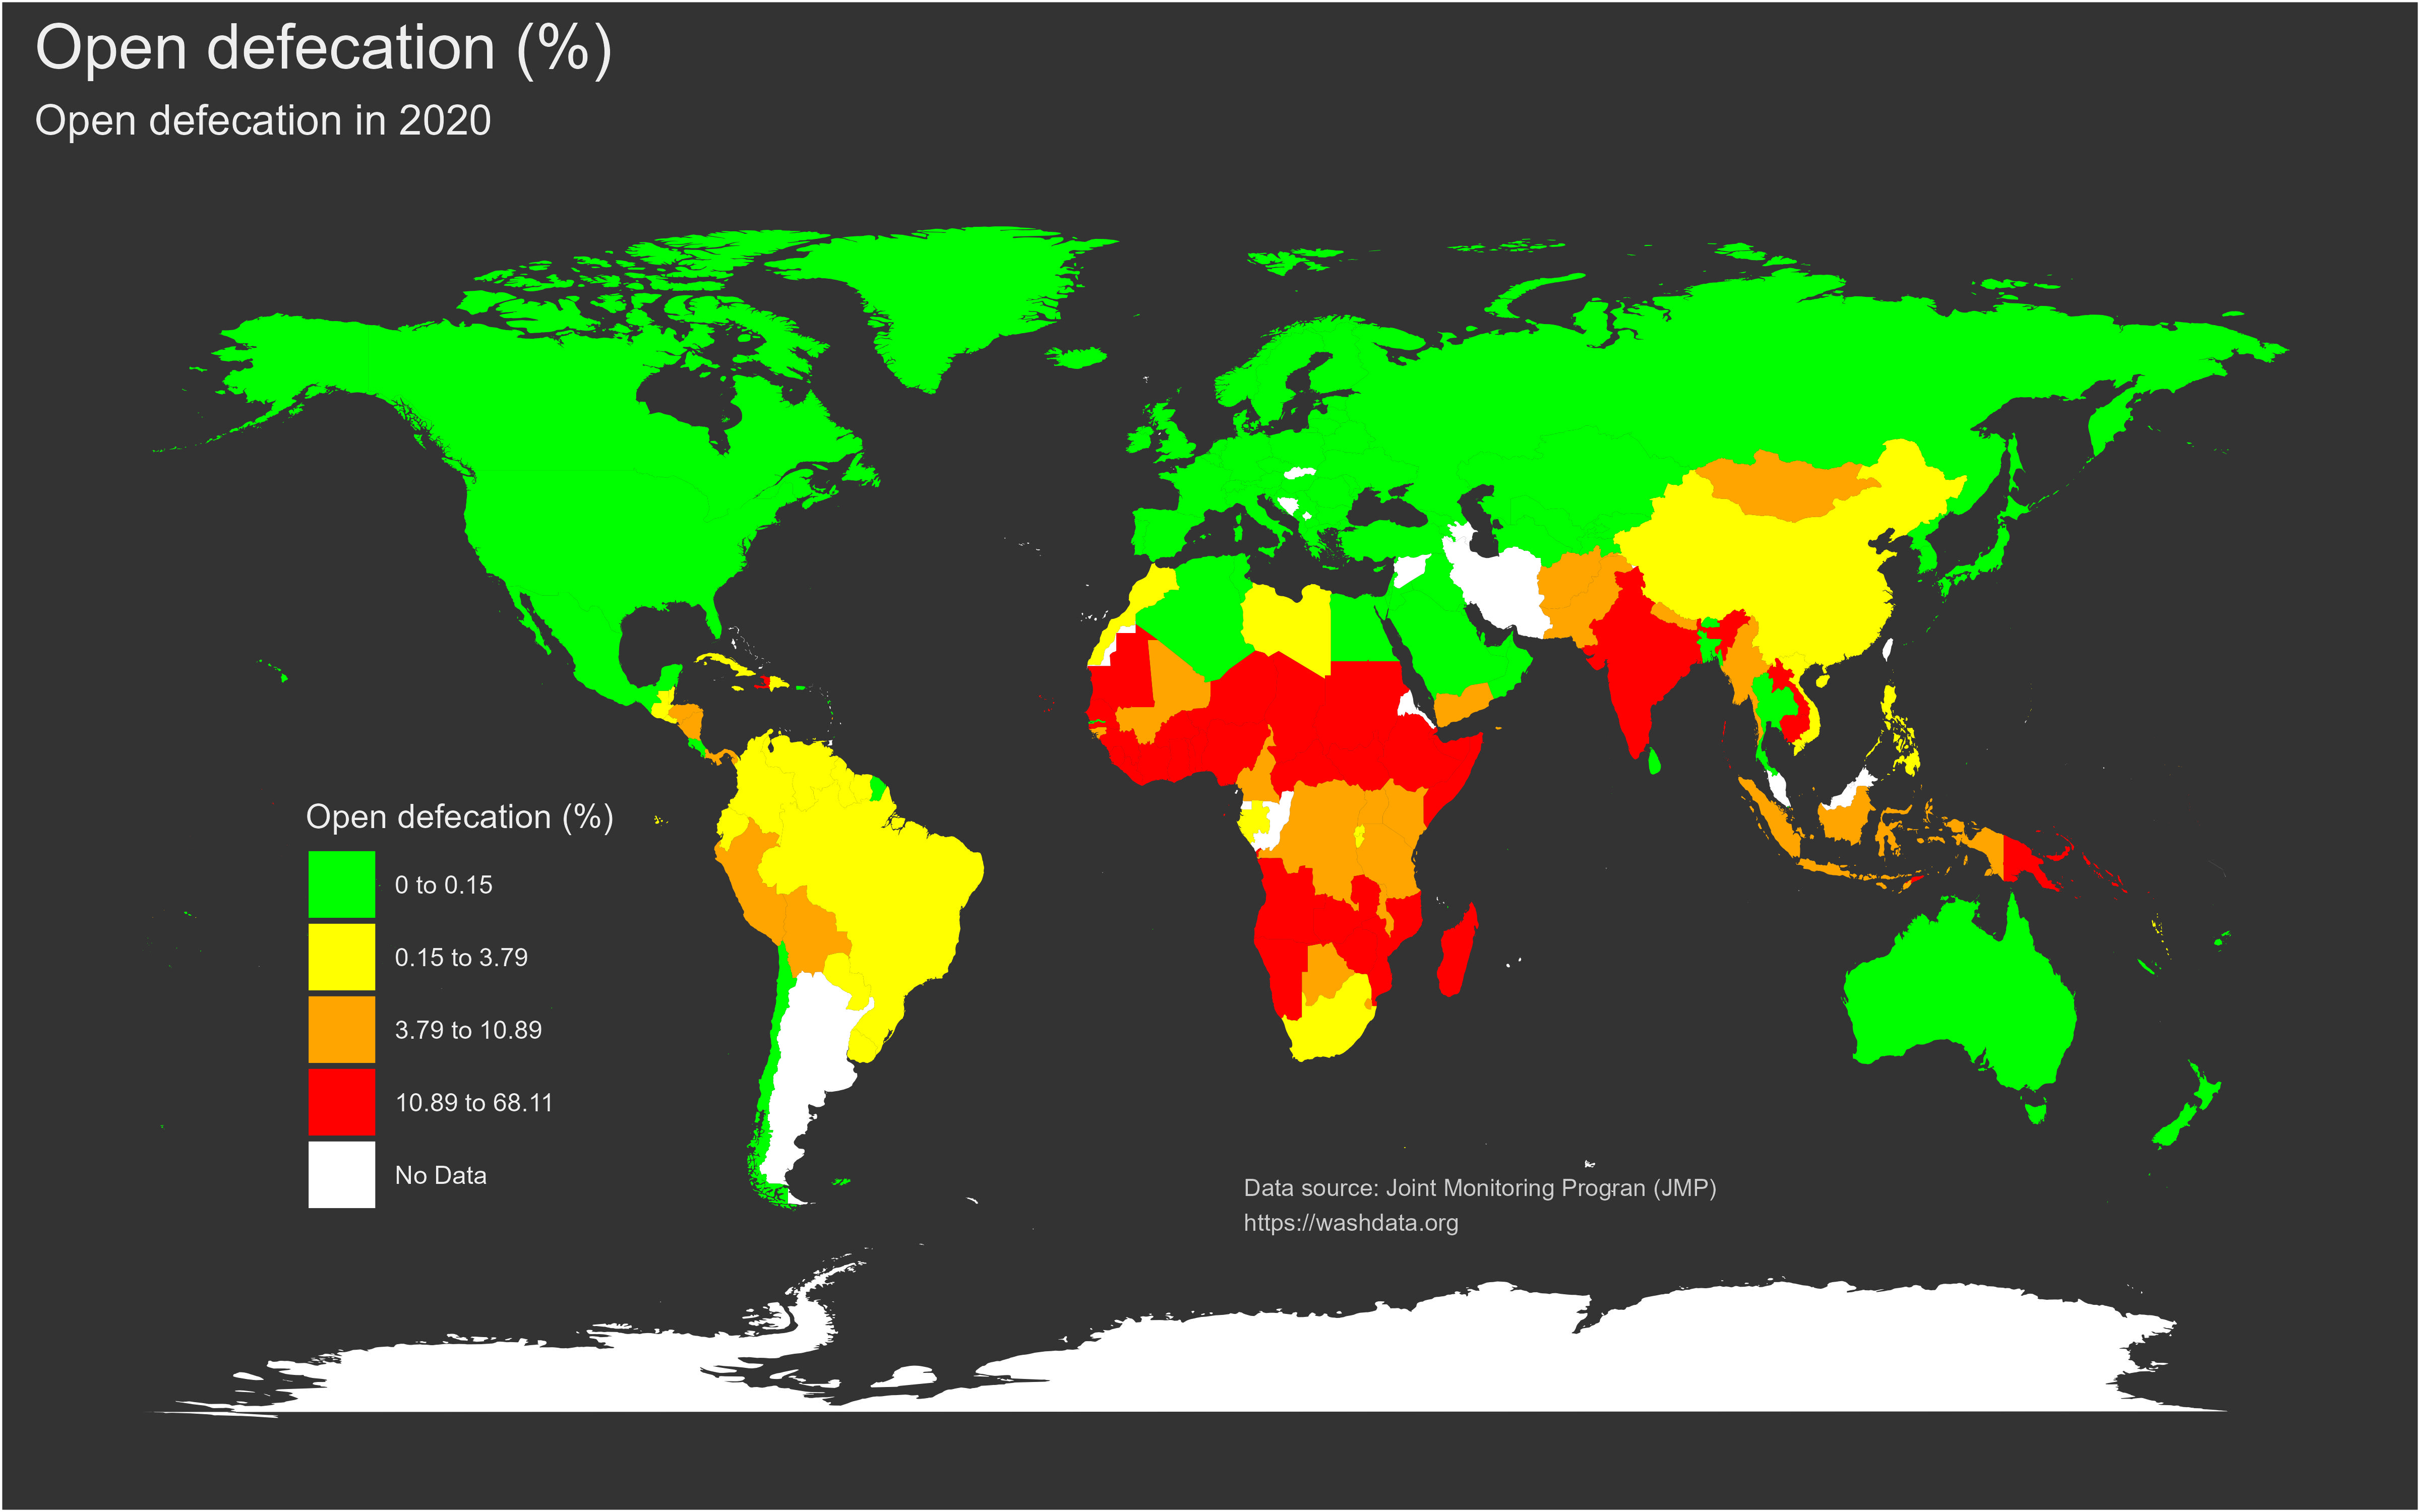 Open defecation (%)
Open defecation in 2020
Open defecation (%)
0 to 0.15
0.15 to 3.79
3.79 to 10.89
10.89 to 68.11
No Data
Data source: Joint Monitoring Progran (JMP)
https://washdata.org